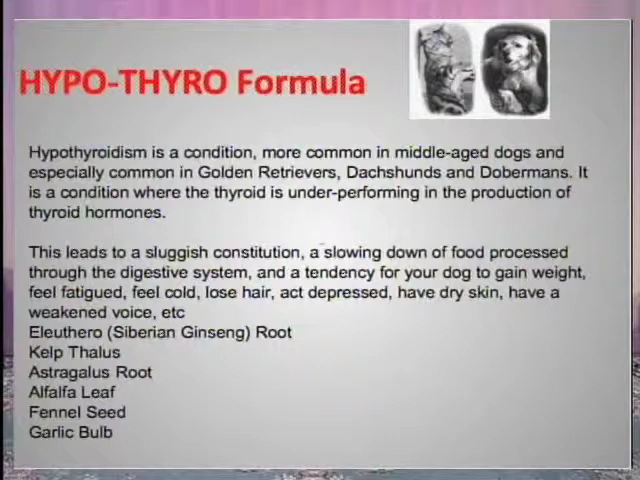 HYPO-THYRO Formula
Hypothyroidism is a condition, more common in middle-aged dogs and
especially common in Golden Retrievers, Dachshunds and Dobermans. It
is a condition where the thyroid is under-performing in the production of
thyroid hormones.
This leads to a sluggish constitution, a slowing down of food processed
through the digestive system, and a tendency for your dog to gain weight,
feel fatigued, feel cold, lose hair, act depressed, have dry skin, have a
weakened voice, etc
Eleuthero (Siberian Ginseng) Root
Kelp Thalus
Astragalus Root
Alfalfa Leaf
Fennel Seed
Garlic Bulb